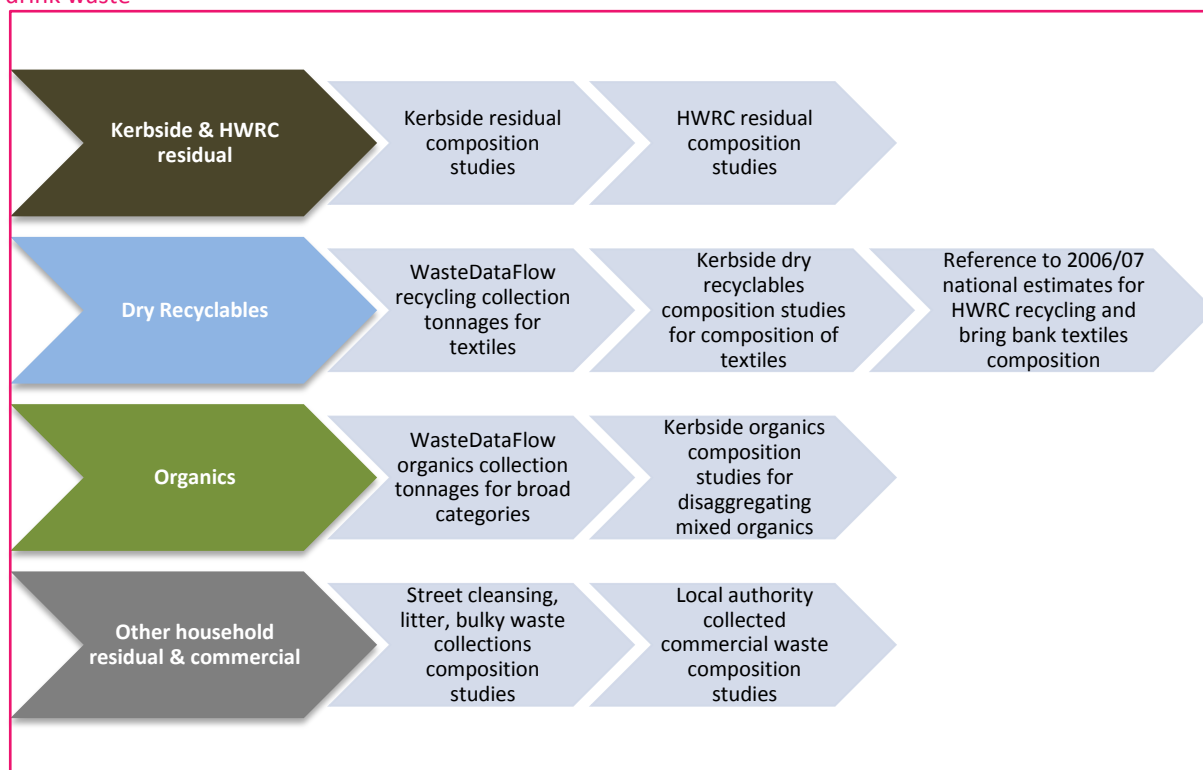 drink waste
Kerbside & HWRC
residual
Kerbside residual
composition
studies
HWRC residual
composition
studies
Dry Recyclables
WasteDataFlow
recycling collection
tonnages for
textiles
Kerbside dry
recyclables
composition studies
for composition of
textiles
Reference to 2006/07
national estimates for
HWRC recycling and
bring bank textiles
composition
Organics
WasteDataFlow
organics collection
tonnages for broad
categories
Kerbside organics
composition
studies for
disaggregating
mixed organics
Other household
residual & commercial
Street cleansing,
litter, bulky waste
collections
composition
studies
Local authority
collected
commercial waste
composition
studies